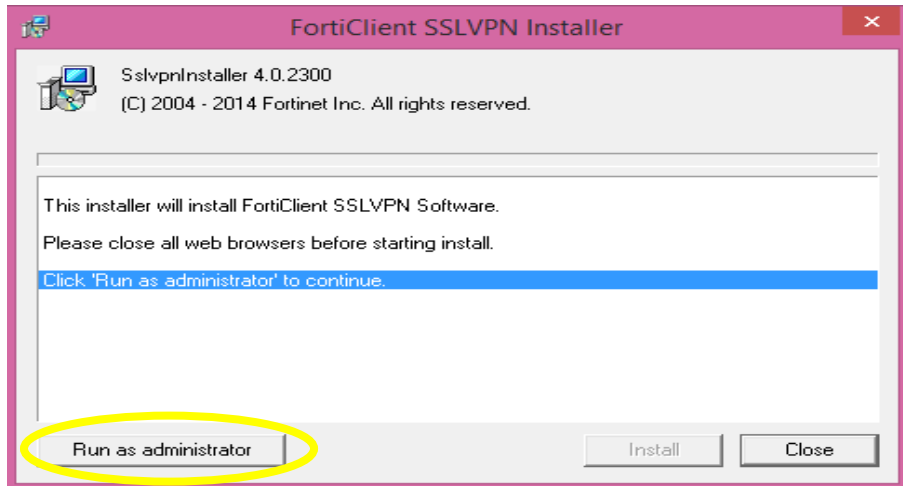 FortiClient SSLVPN Installer
SslvpnInstaller 4.0.2300
(C) 2004 - 2014 Fortinet Inc. All rights reserved.
This installer will install FortiClient SSLVPN Software.
Please close all web browsers before starting install.
Click 'Run as administrator' to continue.
Run as administrator Install Close